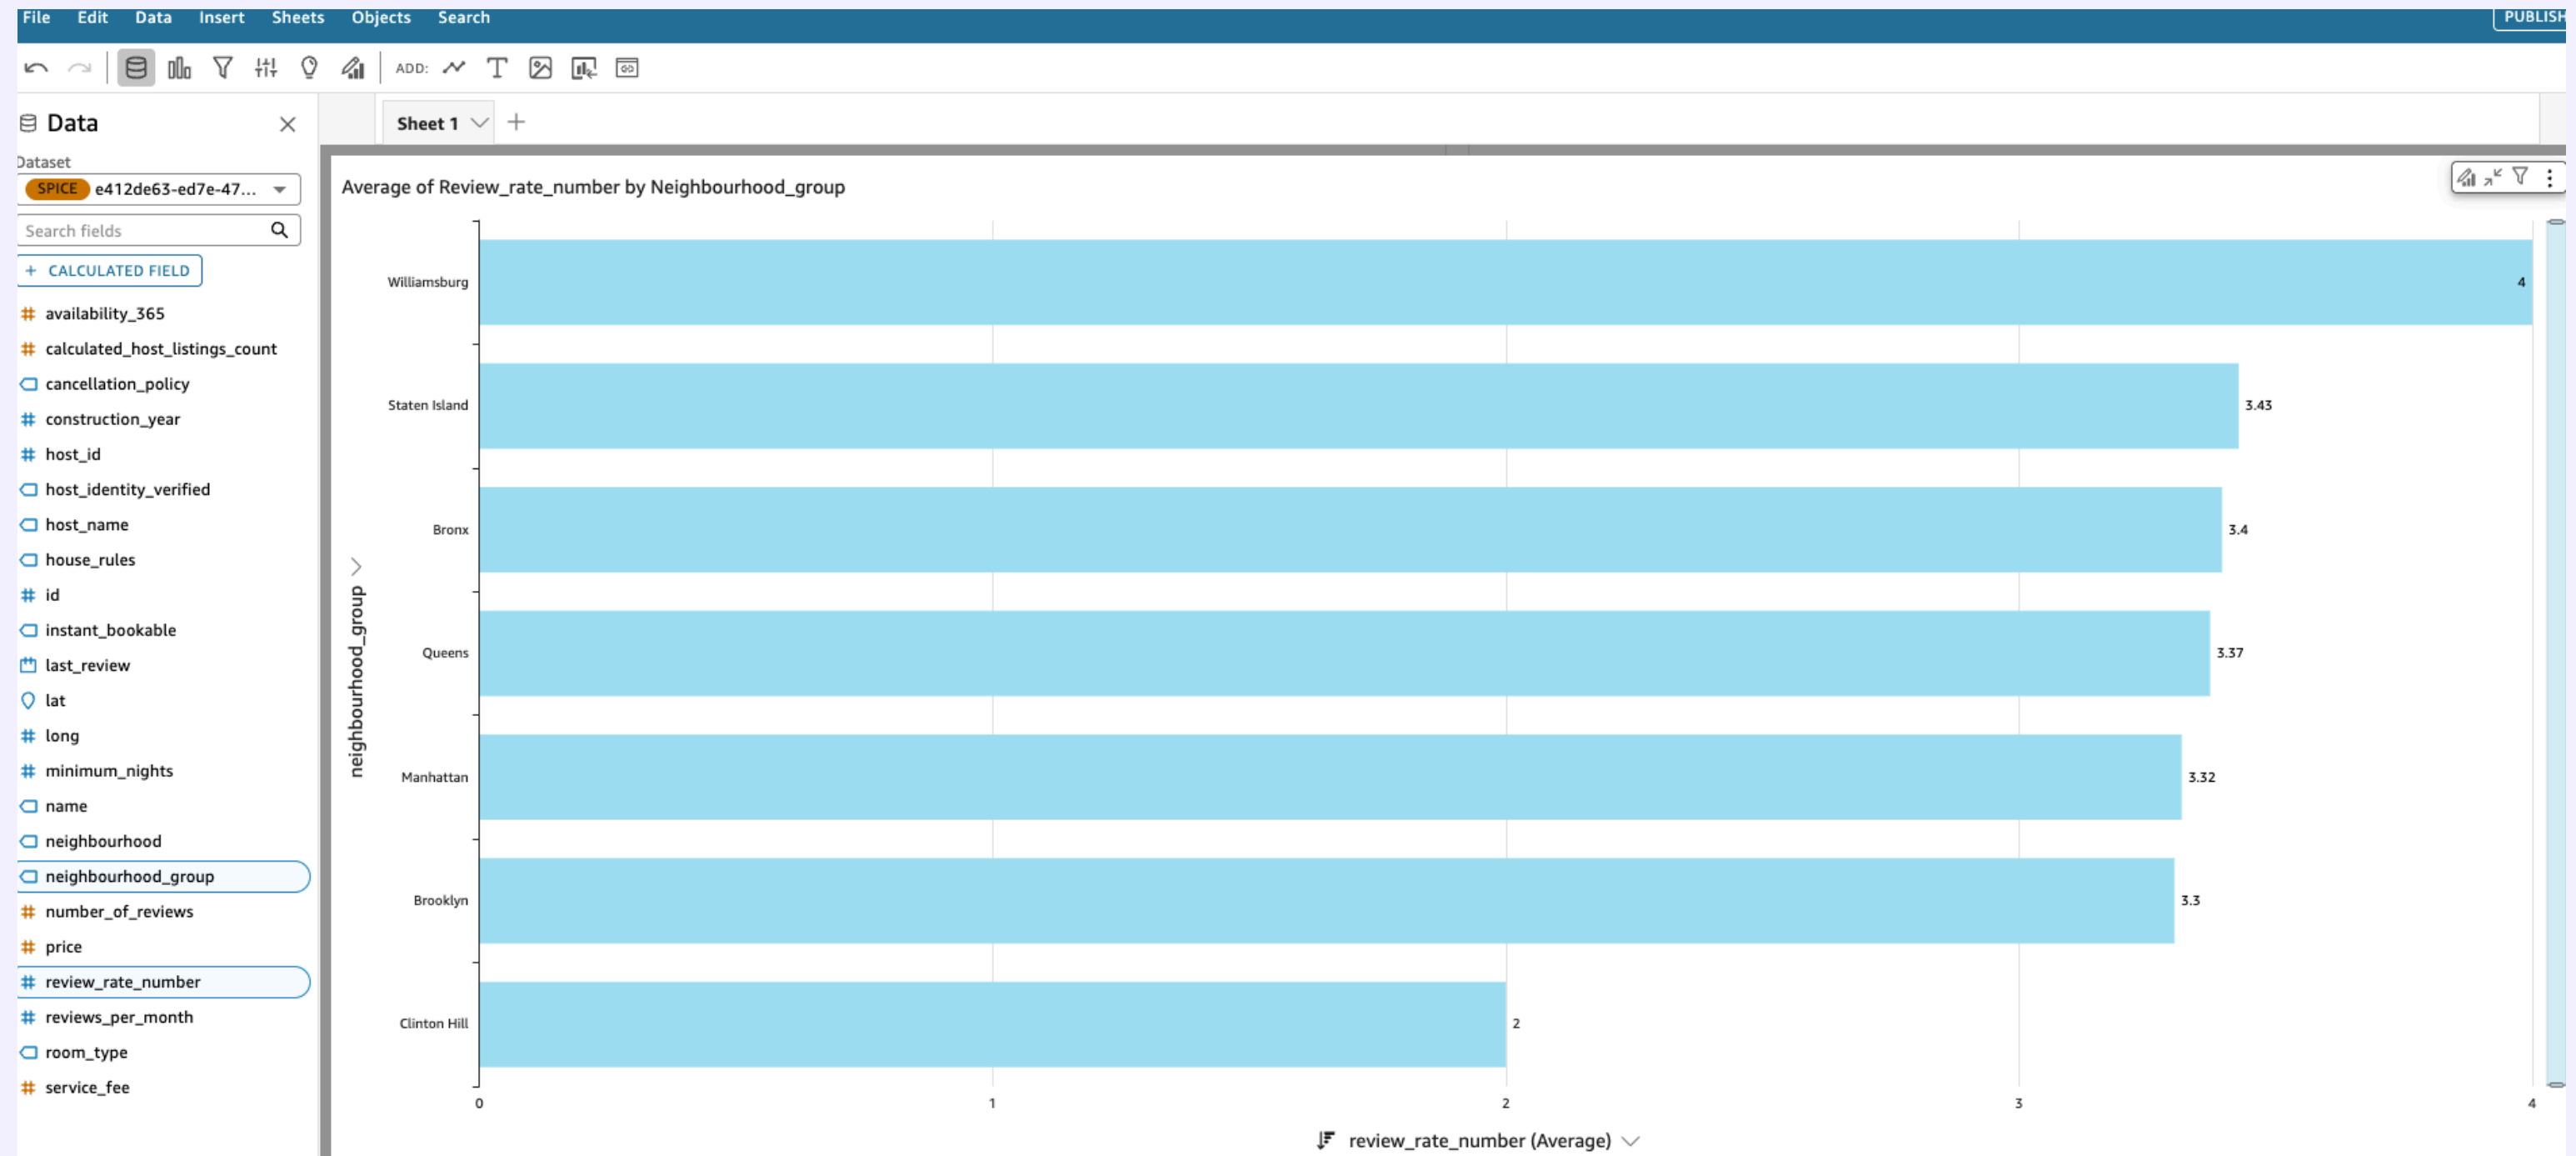 File Edit Data Insert Sheets Objects Search PUBLISH
ADD:
Data
Sheet 1
Dataset
SPICE e412de63-ed7e-47...
Search fields
CALCULATED FIELD
availability_365
calculated_host_listings_count
cancellation_policy
construction_year
host_id
host_identity_verified
host_name
house_rules
id
instant_bookable
last_review
lat
long
minimum_nights
name
neighbourhood
neighbourhood_group
number_of_reviews
price
review_rate_number
reviews_per_month
room_type
service_fee
Average of Review_rate_number by Neighbourhood_group
neighbourhood_group
Williamsburg 4
Staten Island 3.43
Bronx 3.4
Queens 3.37
Manhattan 3.32
Brooklyn 3.3
Clinton Hill 2
0 1 2 3 4
review_rate_number (Average)